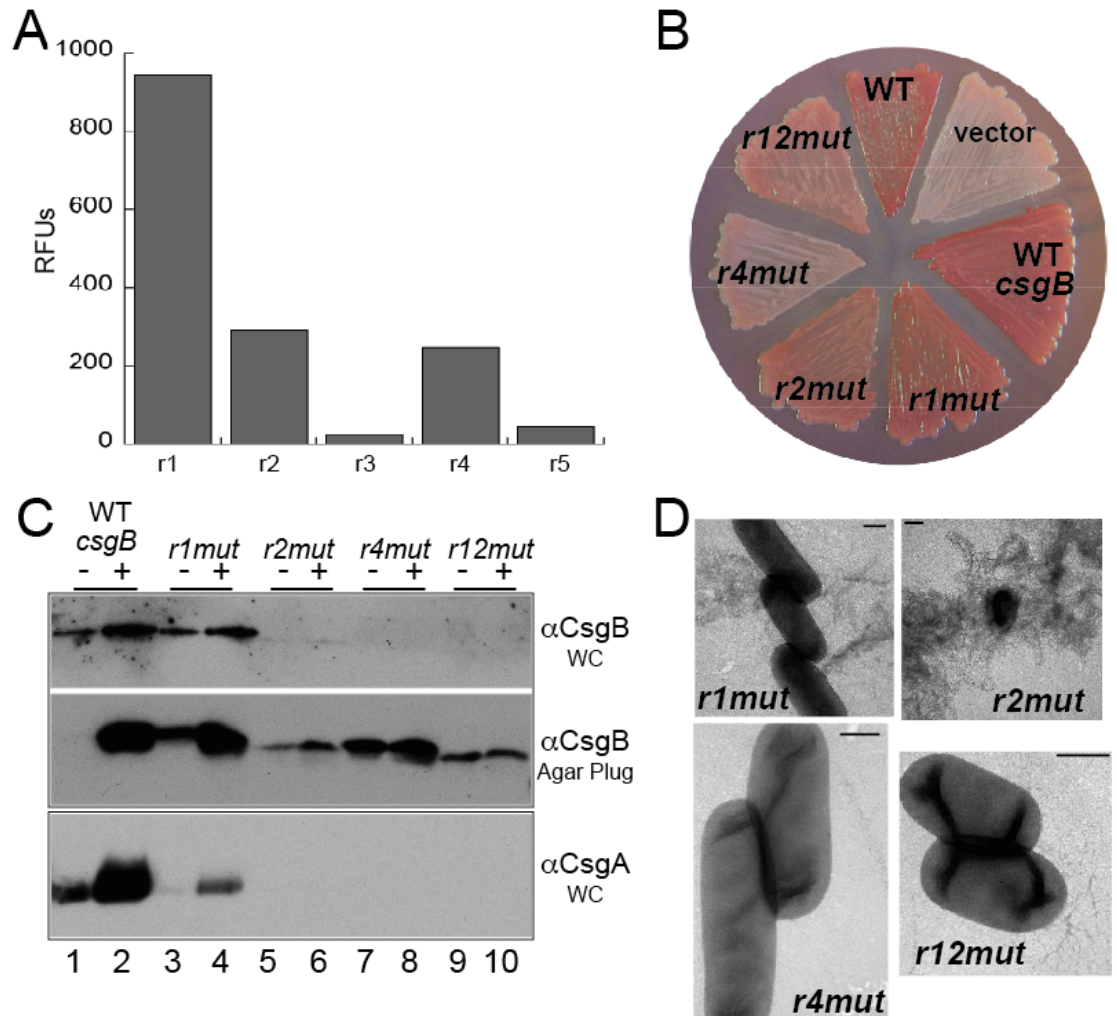 A
1000
800
600
400
200
0
RFUs
r1 r2 r3 r4 r5
B
WT
vector
WT
csgB
r1mut
r2mut
r4mut
r12mut
C
WT
csgB r1mut r2mut r4mut r12mut
- + - + - + - + - +
αCsgB
WC
αCsgB
Agar Plug
αCsgA
WC
1 2 3 4 5 6 7 8 9 10
D
r1mut
r2mut
r4mut
r12mut